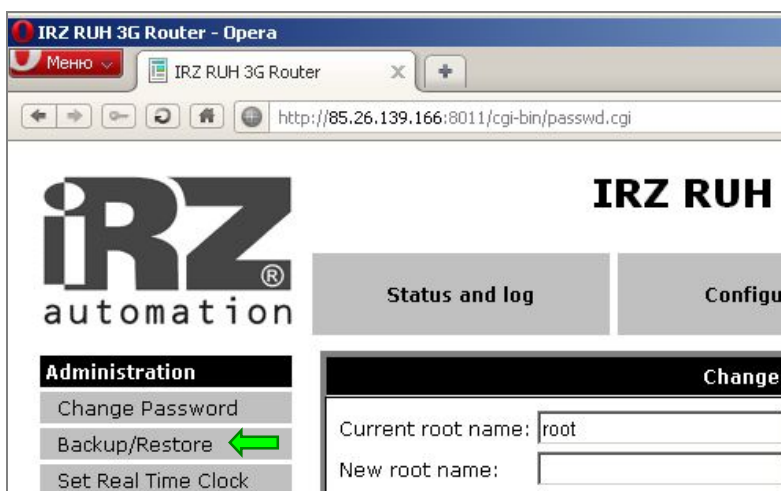 IRZ RUH 3G Router - Opera
Меню
IRZ RUH 3G Router
http://85.26.139.166:8011/cgi-bin/passwd.cgi
iRZ®
automation
IRZ RUH
Status and log
Configu
Administration
Change Password
Backup/Restore
Set Real Time Clock
Change
Current root name: root
New root name: